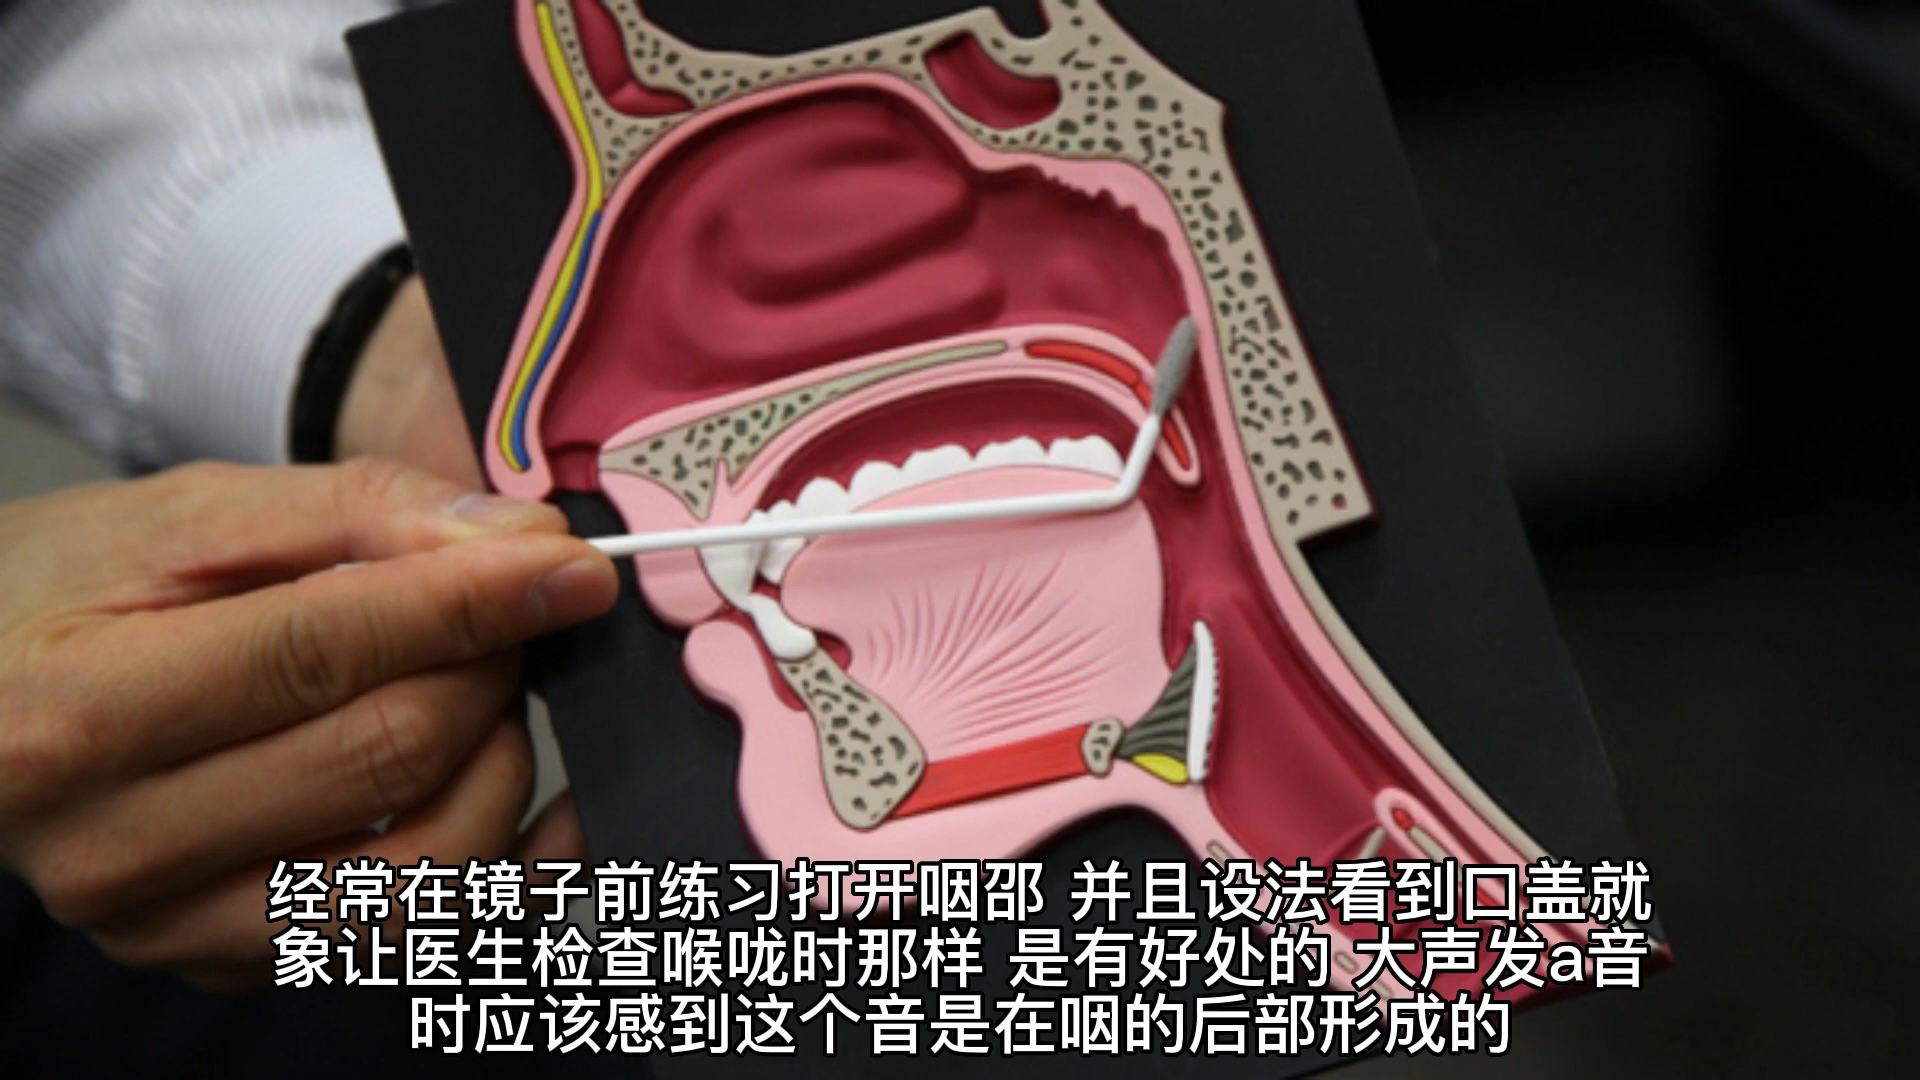 经常在镜子前练习打开咽邵 并且设法看到口盖就
象让医生检查喉咙时那样 是有好处的 大声发a音
时应该感到这个音是在咽的后部形成的